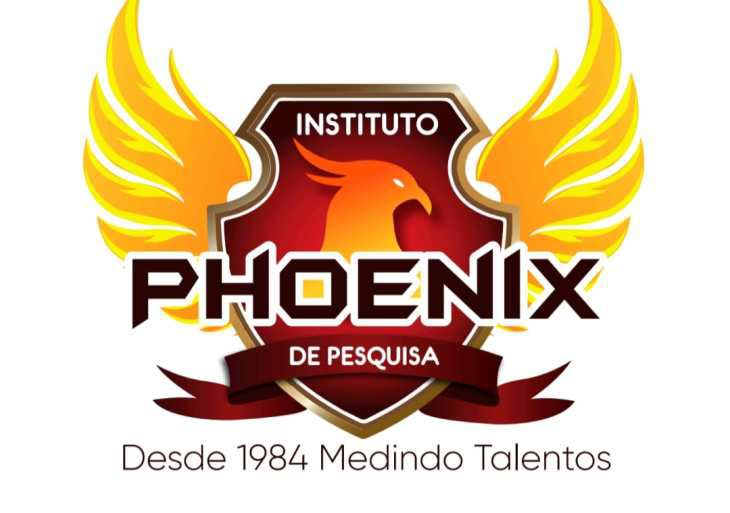 INSTITUTO
PHOENIX
DE PESQUISA
Desde 1984 Medindo Talentos